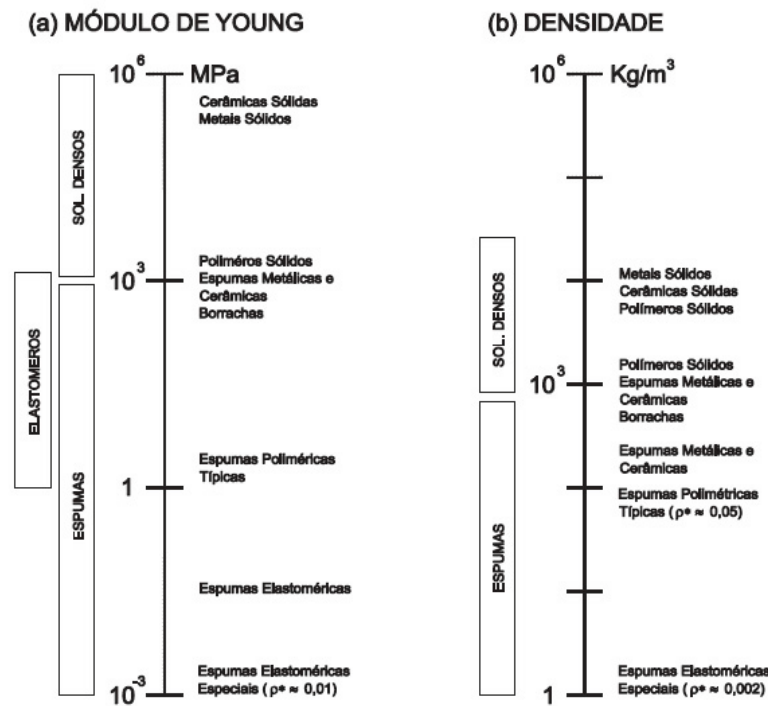 (a) MÓDULO DE YOUNG
10⁶ MPa
Cerâmicas Sólidas
Metais Sólidos
SOL. DENSOS
Poliméros Sólidos
10³ Espumas Metálicas e
Cerâmicas
Borrachas
ELASTOMEROS
ESPUMAS
Espumas Poliméricas
1 Típicas
Espumas Elastoméricas
Espumas Elastoméricas
10⁻³ Especiais (ρ* ≈ 0,01)
(b) DENSIDADE
10⁶ Kg/m³
SOL. DENSOS
Metais Sólidos
Cerâmicas Sólidas
Polímeros Sólidos
Polímeros Sólidos
10³ Espumas Metálicas e
Cerâmicas
Borrachas
Espumas Metálicas e
Cerâmicas
ESPUMAS
Espumas Polimétricas
Típicas (ρ* ≈ 0,05)
Espumas Elastoméricas
1 Especiais (ρ* ≈ 0,002)